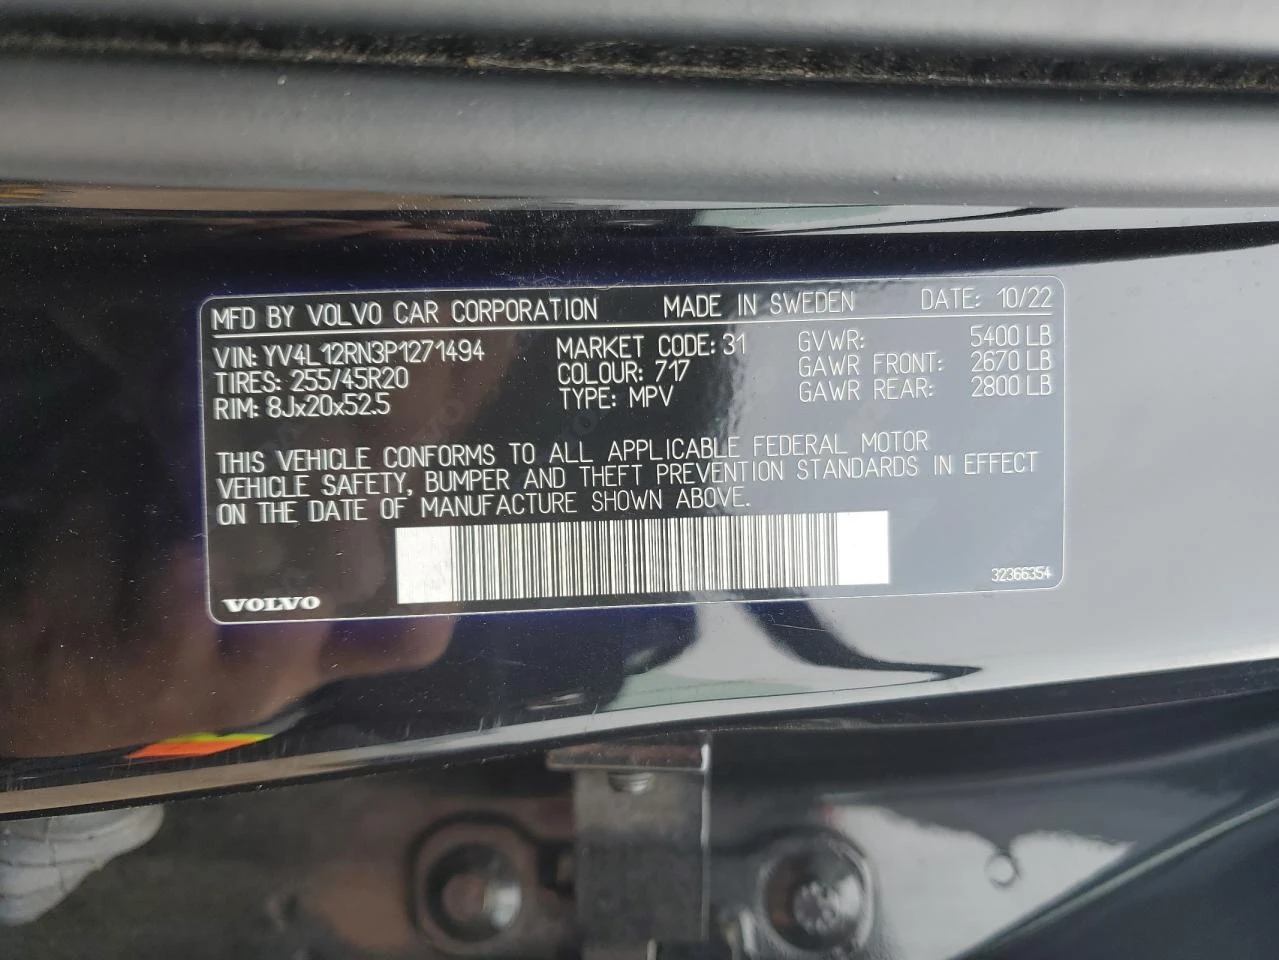 MFD BY VOLVO CAR CORPORATION MADE IN SWEDEN DATE: 10/22
VIN: YV4L12RN3P1271494 MARKET CODE: 31 GVWR: 5400 LB
TIRES: 255/45R20 COLOUR: 717 GAWR FRONT: 2670 LB
RIM: 8Jx20x52.5 TYPE: MPV GAWR REAR: 2800 LB
THIS VEHICLE CONFORMS TO ALL APPLICABLE FEDERAL MOTOR
VEHICLE SAFETY, BUMPER AND THEFT PREVENTION STANDARDS IN EFFECT
ON THE DATE OF MANUFACTURE SHOWN ABOVE.
VOLVO 32366354